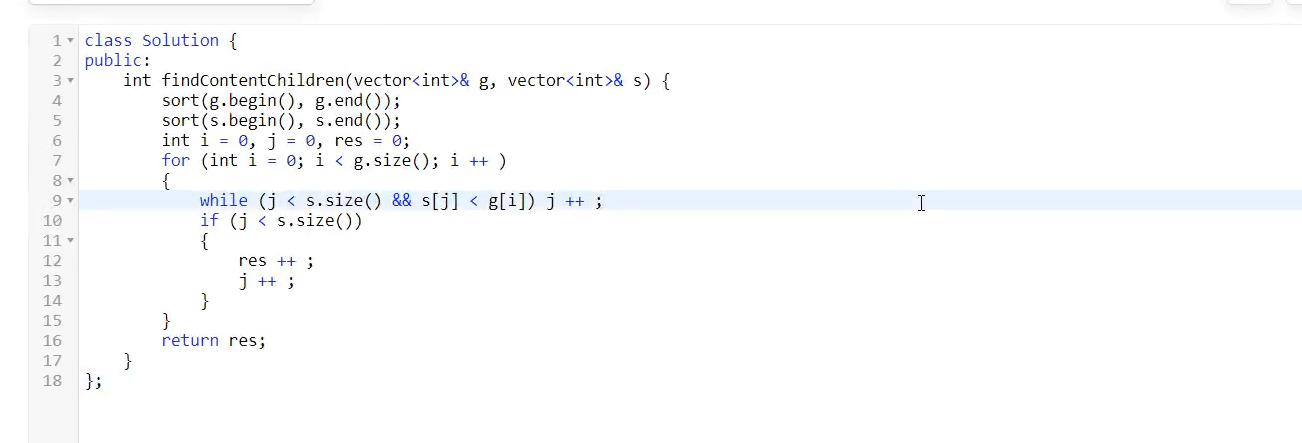 1 class Solution {
2 public:
3     int findContentChildren(vector<int>& g, vector<int>& s) {
4         sort(g.begin(), g.end());
5         sort(s.begin(), s.end());
6         int i = 0, j = 0, res = 0;
7         for (int i = 0; i < g.size(); i ++ )
8         {
9             while (j < s.size() && s[j] < g[i]) j ++ ;
10             if (j < s.size())
11             {
12                 res ++ ;
13                 j ++ ;
14             }
15         }
16         return res;
17     }
18 };